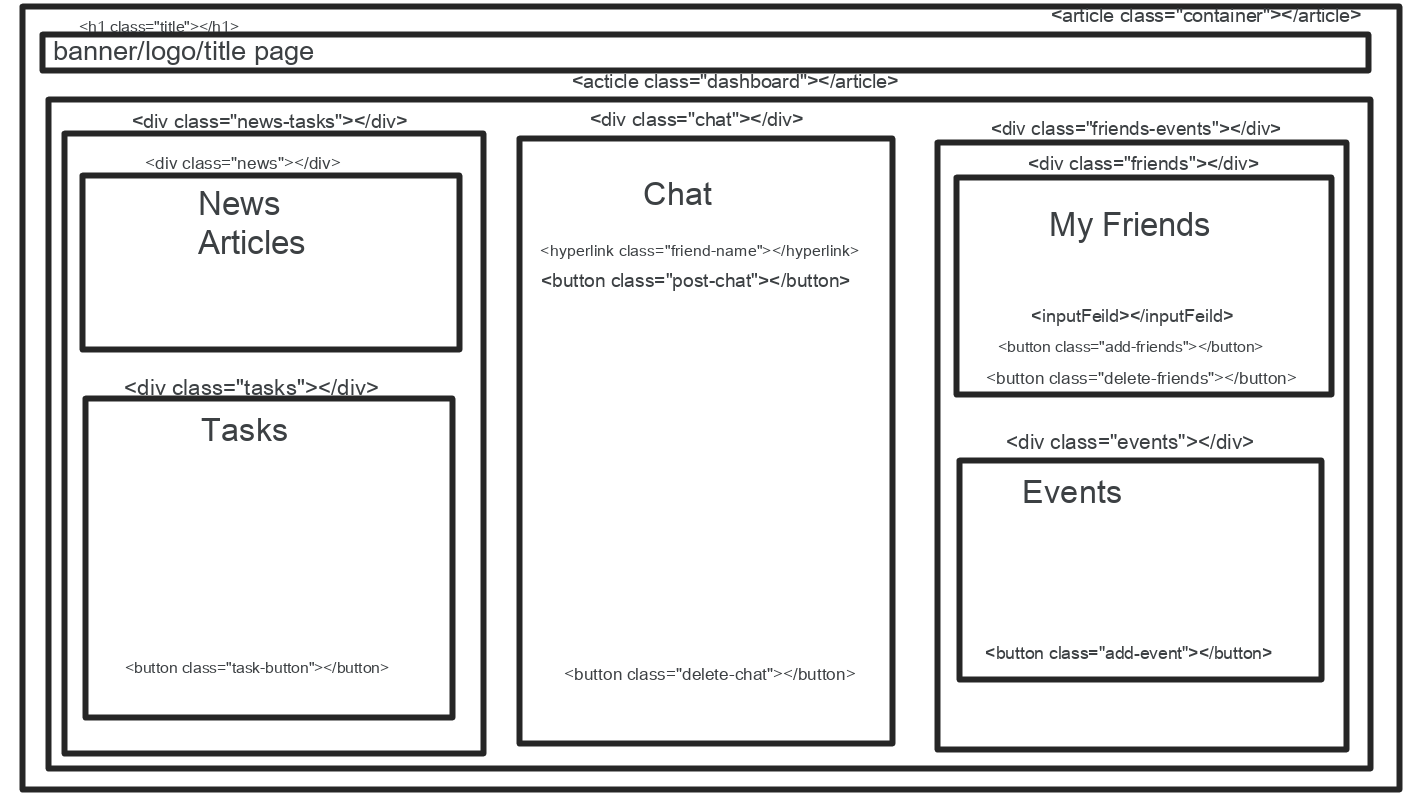 <h1 class="title"></h1>
<article class="container"></article>
banner/logo/title page
<acticle class="dashboard"></article>
<div class="news-tasks"></div>
<div class="news"></div>
News
Articles
<div class="tasks"></div>
Tasks
<button class="task-button"></button>
<div class="chat"></div>
Chat
<hyperlink class="friend-name"></hyperlink>
<button class="post-chat"></button>
<button class="delete-chat"></button>
<div class="friends-events"></div>
<div class="friends"></div>
My Friends
<inputFeild></inputFeild>
<button class="add-friends"></button>
<button class="delete-friends"></button>
<div class="events"></div>
Events
<button class="add-event"></button>